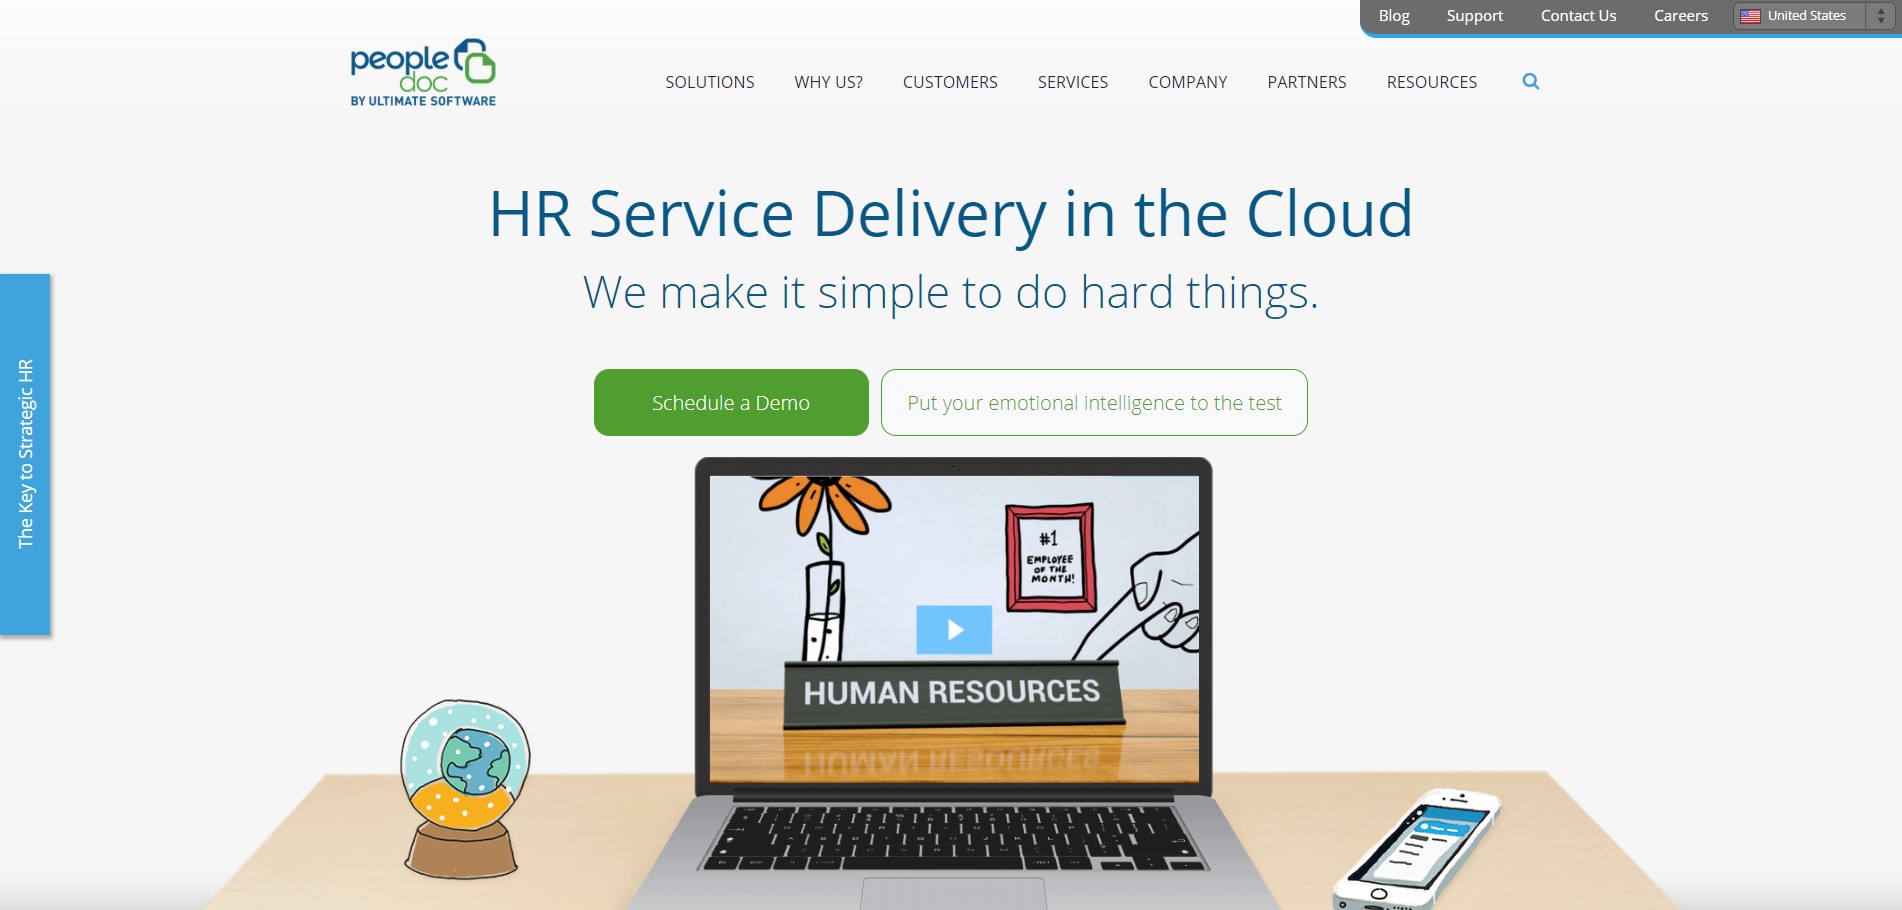 Blog Support Contact Us Careers United States
people
doc
BY ULTIMATE SOFTWARE
SOLUTIONS WHY US? CUSTOMERS SERVICES COMPANY PARTNERS RESOURCES
HR Service Delivery in the Cloud
We make it simple to do hard things.
The Key to Strategic HR
Schedule a Demo
Put your emotional intelligence to the test
#1
EMPLOYEE
OF THE
MONTH!
HUMAN RESOURCES